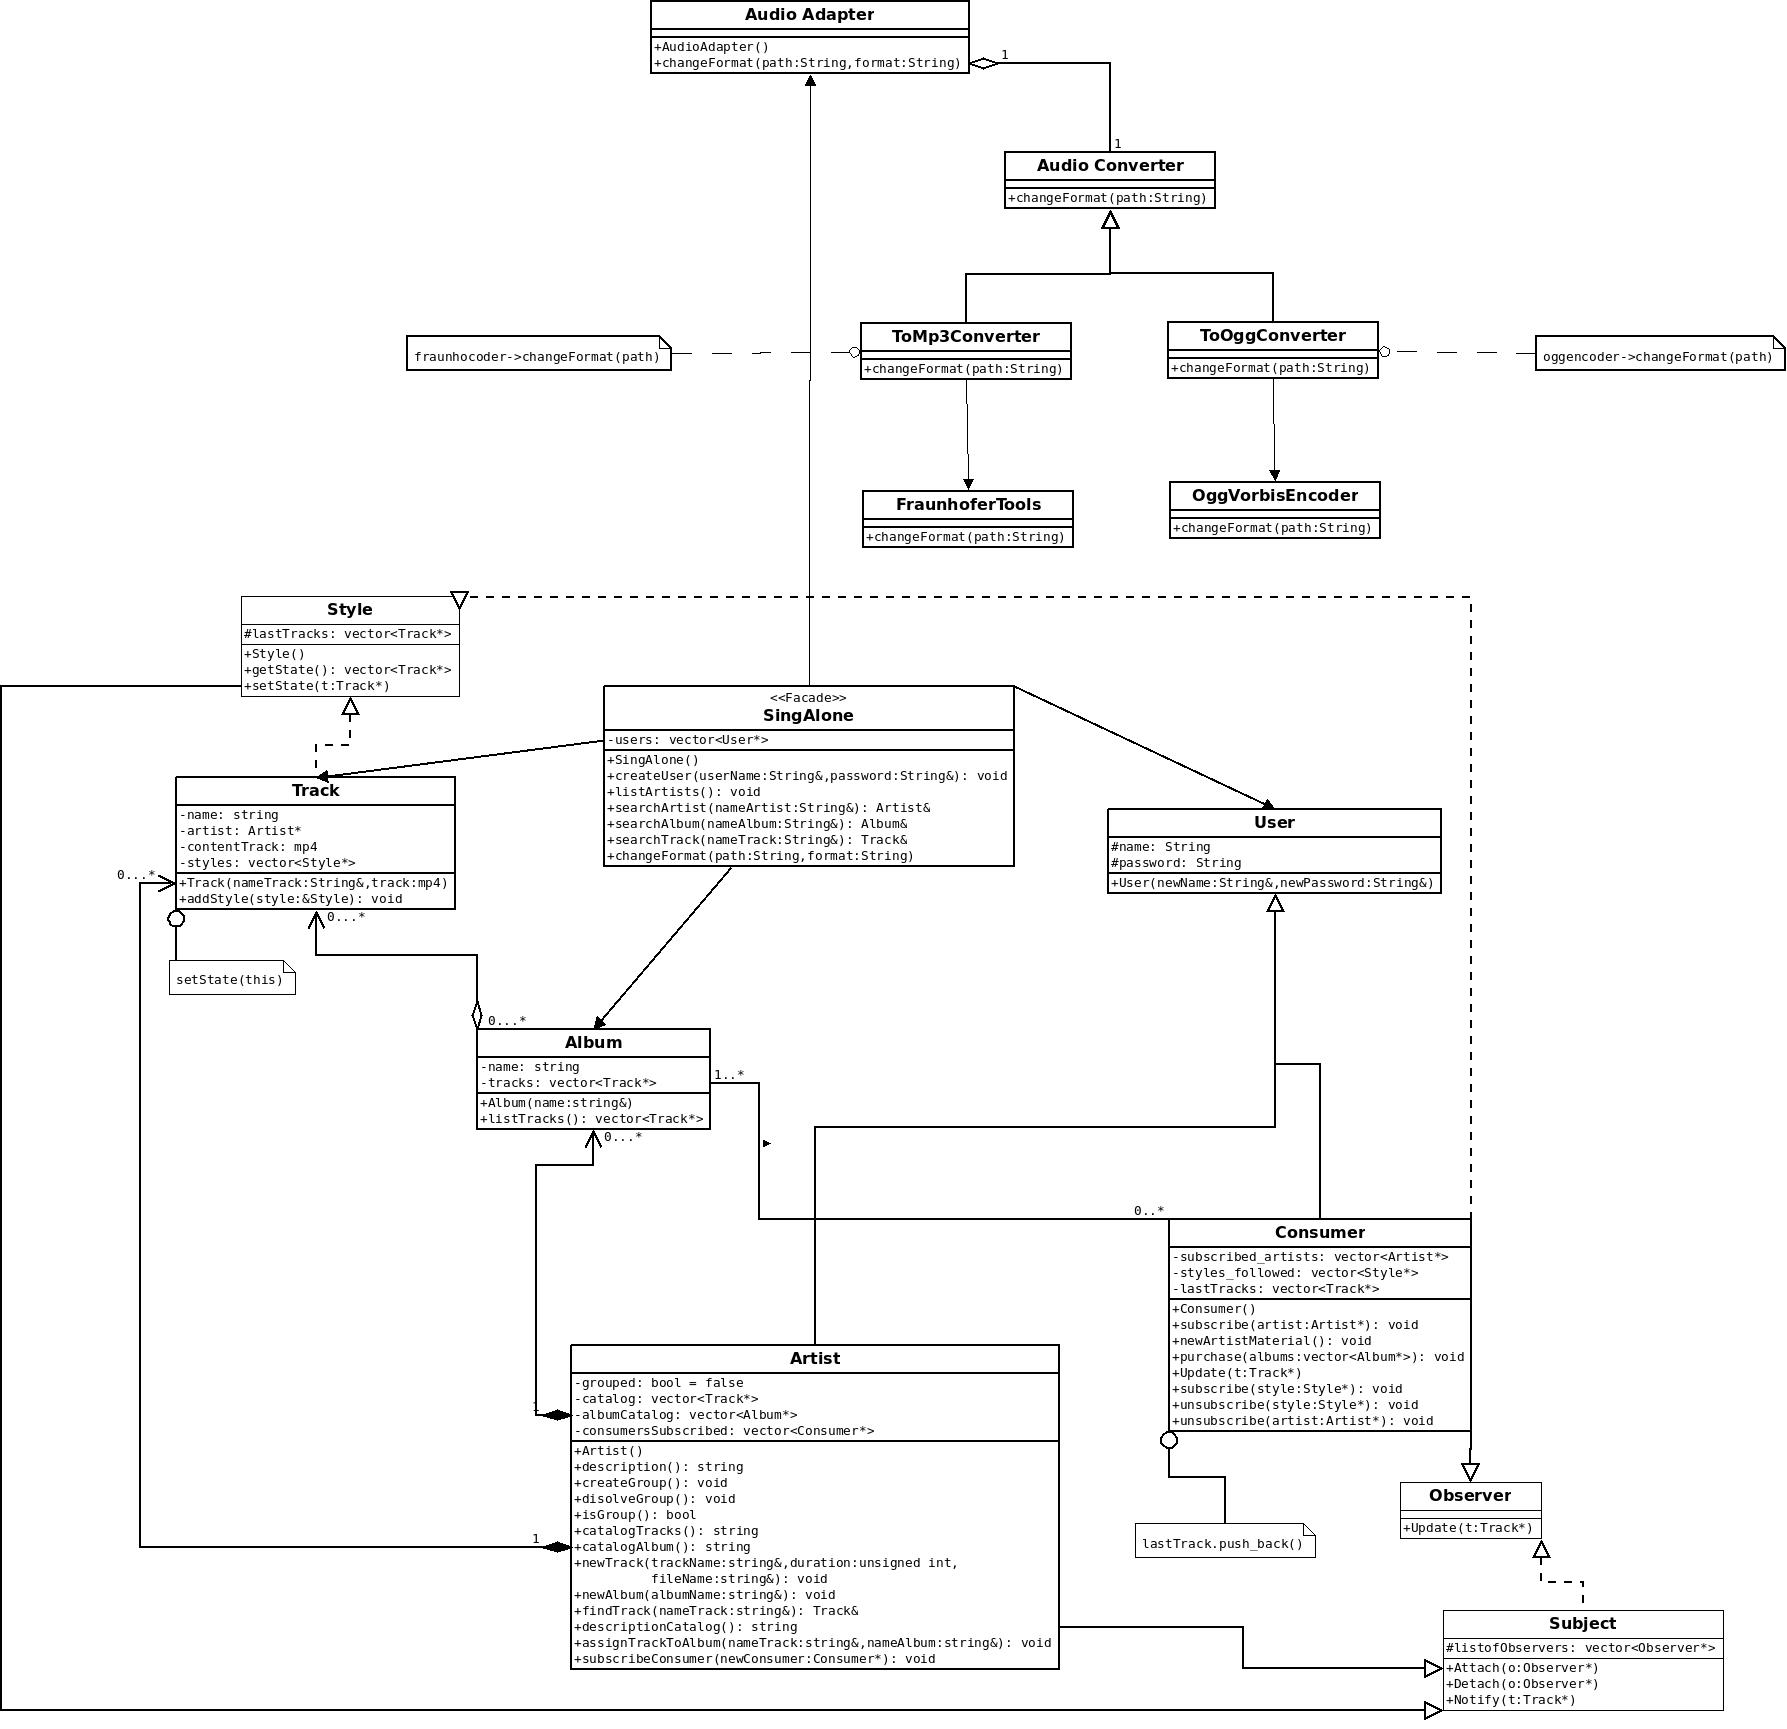 Audio Adapter
+AudioAdapter()
+changeFormat(path:String,format:String)
1
1
Audio Converter
+changeFormat(path:String)
fraunhocoder->changeFormat(path)
ToMp3Converter
+changeFormat(path:String)
ToOggConverter
+changeFormat(path:String)
oggencoder->changeFormat(path)
FraunhoferTools
+changeFormat(path:String)
OggVorbisEncoder
+changeFormat(path:String)
Style
#lastTracks: vector<Track*>
+Style()
+getState(): vector<Track*>
+setState(t:Track*)
<<Facade>>
SingAlone
-users: vector<User*>
+SingAlone()
+createUser(userName:String&,password:String&): void
+listArtists(): void
+searchArtist(nameArtist:String&): Artist&
+searchAlbum(nameAlbum:String&): Album&
+searchTrack(nameTrack:String&): Track&
+changeFormat(path:String,format:String)
Track
-name: string
-artist: Artist*
-contentTrack: mp4
-styles: vector<Style*>
+Track(nameTrack:String&,track:mp4)
+addStyle(style:&Style): void
0...*
0...*
setState(this)
User
#name: String
#password: String
+User(newName:String&,newPassword:String&)
0...*
Album
-name: string
-tracks: vector<Track*>
+Album(name:string&)
+listTracks(): vector<Track*>
1..*
0...*
0..*
Consumer
-subscribed_artists: vector<Artist*>
-styles_followed: vector<Style*>
-lastTracks: vector<Track*>
+Consumer()
+subscribe(artist:Artist*): void
+newArtistMaterial(): void
+purchase(albums:vector<Album*>): void
+Update(t:Track*)
+subscribe(style:Style*): void
+unsubscribe(style:Style*): void
+unsubscribe(artist:Artist*): void
lastTrack.push_back()
Artist
-grouped: bool = false
-catalog: vector<Track*>
-albumCatalog: vector<Album*>
-consumersSubscribed: vector<Consumer*>
+Artist()
+description(): string
+createGroup(): void
+disolveGroup(): void
+isGroup(): bool
+catalogTracks(): string
+catalogAlbum(): string
+newTrack(trackName:string&,duration:unsigned int,
fileName:string&): void
+newAlbum(albumName:string&): void
+findTrack(nameTrack:string&): Track&
+descriptionCatalog(): string
+assignTrackToAlbum(nameTrack:string&,nameAlbum:string&): void
+subscribeConsumer(newConsumer:Consumer*): void
1
1
Observer
+Update(t:Track*)
Subject
#listofObservers: vector<Observer*>
+Attach(o:Observer*)
+Detach(o:Observer*)
+Notify(t:Track*)